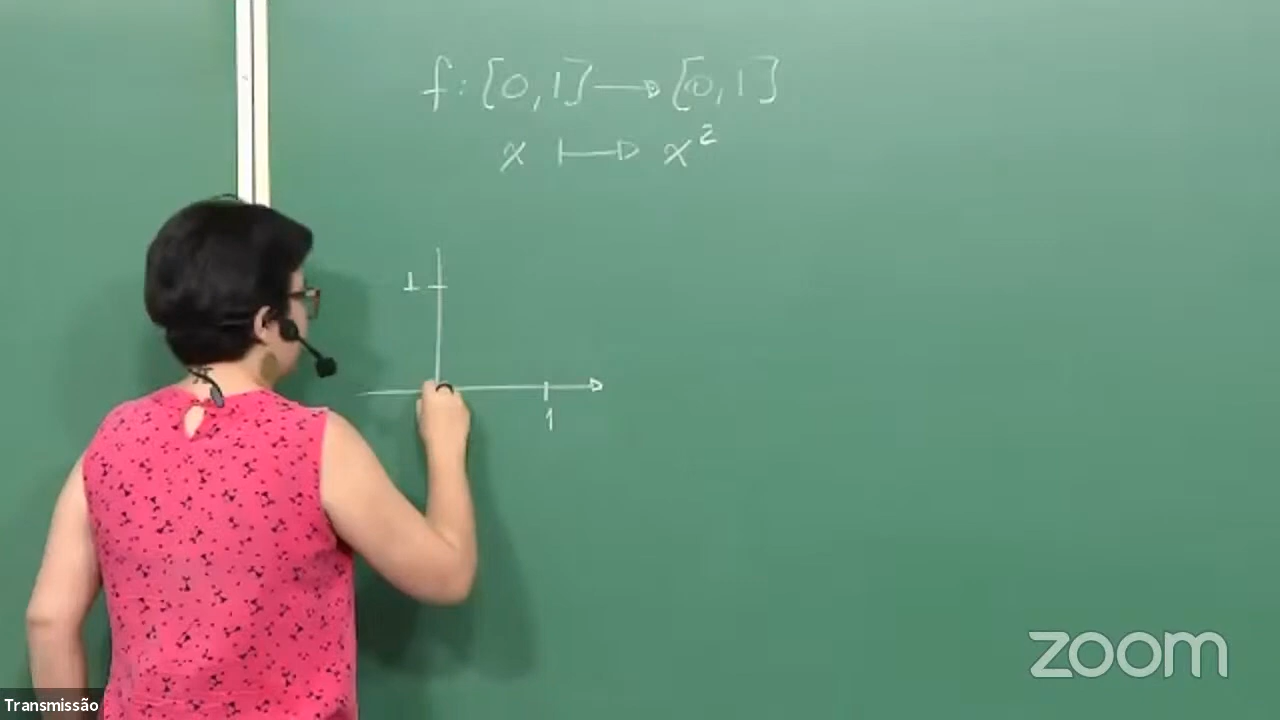 f: [0,1] → [0,1]
x ↦ x²
1
1
zoom
Transmissão